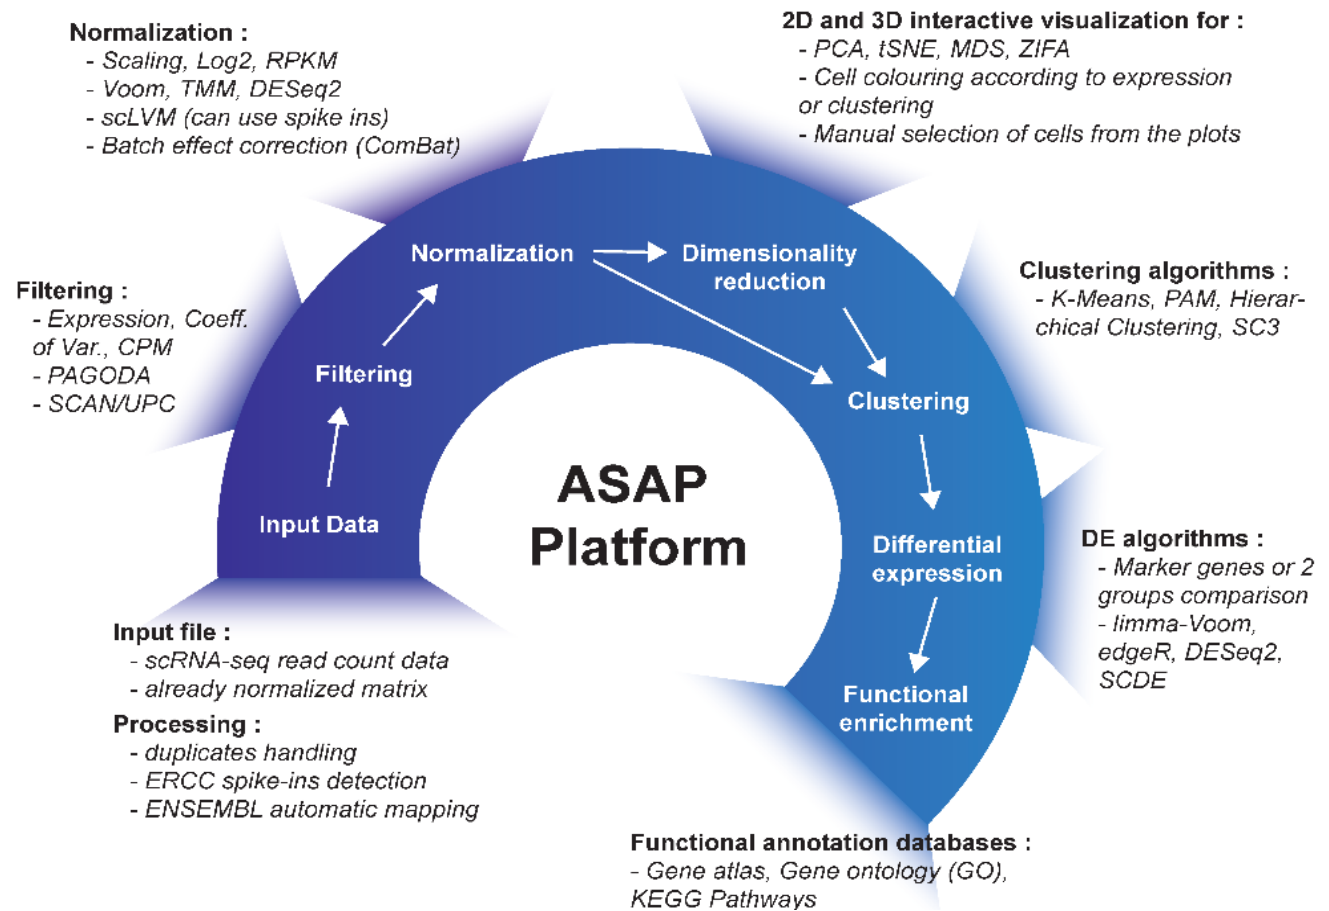 Normalization :
- Scaling, Log2, RPKM
- Voom, TMM, DESeq2
- scLVM (can use spike ins)
- Batch effect correction (ComBat)
2D and 3D interactive visualization for :
- PCA, tSNE, MDS, ZIFA
- Cell colouring according to expression
or clustering
- Manual selection of cells from the plots
Filtering :
- Expression, Coeff.
of Var., CPM
- PAGODA
- SCAN/UPC
Clustering algorithms :
- K-Means, PAM, Hierar-
chical Clustering, SC3
Input Data
Filtering
Normalization
Dimensionality
reduction
Clustering
Differential
expression
Functional
enrichment
ASAP
Platform
DE algorithms :
- Marker genes or 2
groups comparison
- limma-Voom,
edgeR, DESeq2,
SCDE
Input file :
- scRNA-seq read count data
- already normalized matrix
Processing :
- duplicates handling
- ERCC spike-ins detection
- ENSEMBL automatic mapping
Functional annotation databases :
- Gene atlas, Gene ontology (GO),
KEGG Pathways